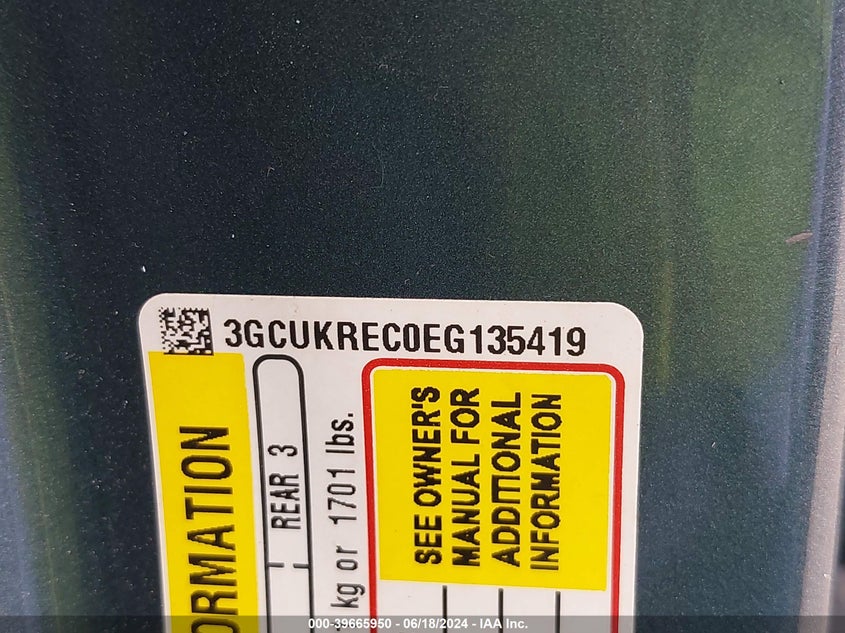 3GCUKREC0EG135419
ORMATION
REAR 3
kg or 1701 lbs.
SEE OWNER'S
MANUAL FOR
ADDITIONAL
INFORMATION
000-39665950 - 06/18/2024 - IAA Inc.